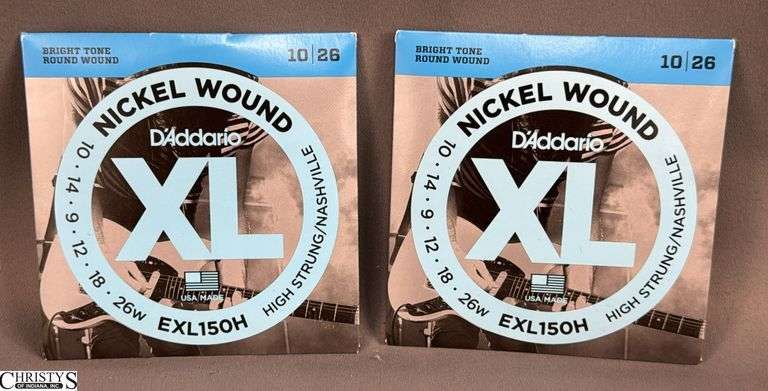 BRIGHT TONE
ROUND WOUND
10|26
NICKEL WOUND
D'Addario
XL
USA MADE
10 • 14 • 9 • 12 • 18 • 26w
EXL150H
HIGH STRUNG/NASHVILLE
BRIGHT TONE
ROUND WOUND
10|26
NICKEL WOUND
D'Addario
XL
USA MADE
10 • 14 • 9 • 12 • 18 • 26w
EXL150H
HIGH STRUNG/NASHVILLE
CHRISTY'S
OF INDIANA, INC.